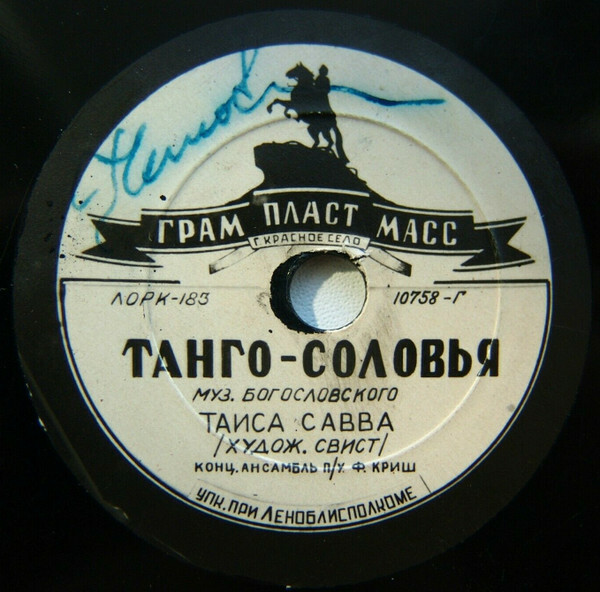 ГРАМ ПЛАСТ МАСС
Г. КРАСНОЕ СЕЛО
ЛОРК-183 10758-Г
ТАНГО-СОЛОВЬЯ
МУЗ. БОГОСЛОВСКОГО
ТАИСА САВВА
/ХУДОЖ. СВИСТ/
КОНЦ. АНСАМБЛЬ П/У. Ф. КРИШ
УПК. ПРИ ЛЕНОБЛИСПОЛКОМЕ